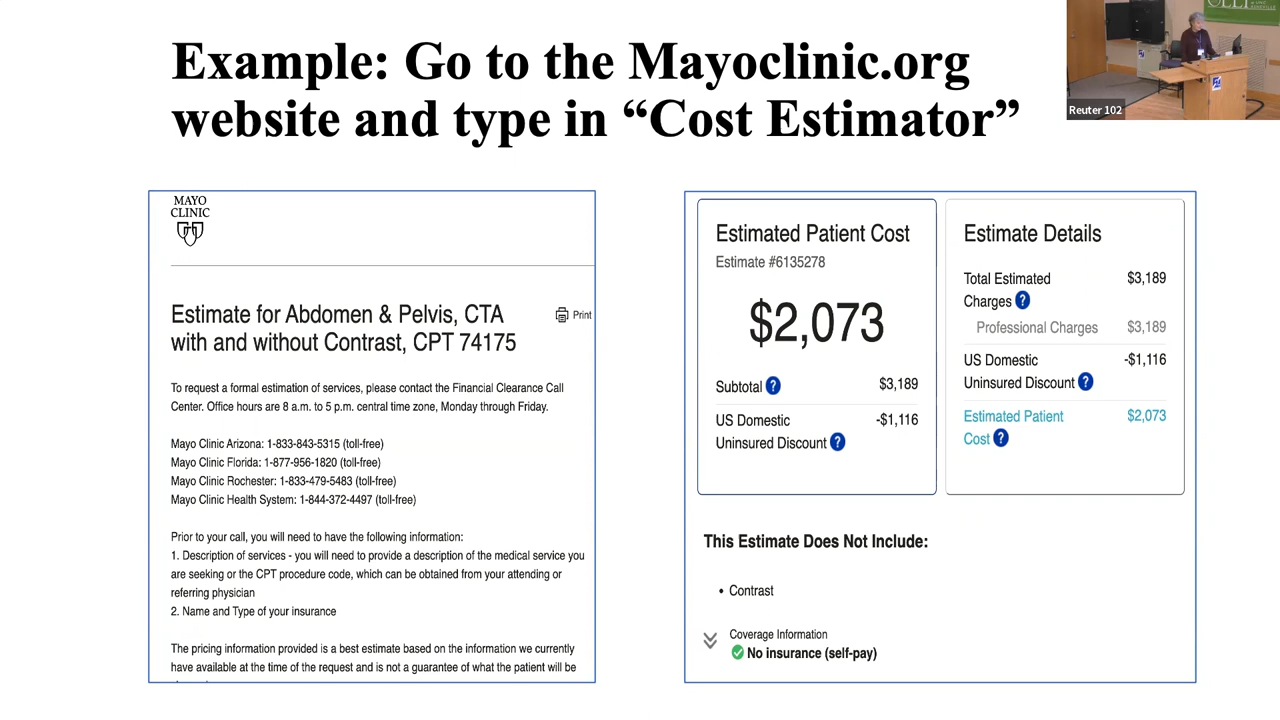 Example: Go to the Mayoclinic.org
website and type in “Cost Estimator”
Reuter 102
MAYO
CLINIC
Estimate for Abdomen & Pelvis, CTA
with and without Contrast, CPT 74175
Print
To request a formal estimation of services, please contact the Financial Clearance Call
Center. Office hours are 8 a.m. to 5 p.m. central time zone, Monday through Friday.
Mayo Clinic Arizona: 1-833-843-5315 (toll-free)
Mayo Clinic Florida: 1-877-956-1820 (toll-free)
Mayo Clinic Rochester: 1-833-479-5483 (toll-free)
Mayo Clinic Health System: 1-844-372-4497 (toll-free)
Prior to your call, you will need to have the following information:
1. Description of services - you will need to provide a description of the medical service you
are seeking or the CPT procedure code, which can be obtained from your attending or
referring physician
2. Name and Type of your insurance
The pricing information provided is a best estimate based on the information we currently
have available at the time of the request and is not a guarantee of what the patient will be
Estimated Patient Cost
Estimate #6135278
$2,073
Subtotal ? $3,189
US Domestic -$1,116
Uninsured Discount ?
Estimate Details
Total Estimated $3,189
Charges ?
Professional Charges $3,189
US Domestic -$1,116
Uninsured Discount ?
Estimated Patient $2,073
Cost ?
This Estimate Does Not Include:
• Contrast
Coverage Information
No insurance (self-pay)